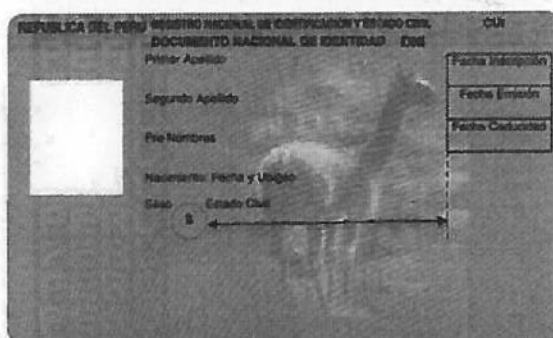 REPUBLICA DEL PERU REGISTRO NACIONAL DE IDENTIFICACION Y ESTADO CIVIL CUI
DOCUMENTO NACIONAL DE IDENTIDAD DNI
Primer Apellido Fecha Inscripción
Segundo Apellido Fecha Emisión
Pre Nombres Fecha Caducidad
Nacimiento: Fecha y Ubigeo
Sexo Estado Civil